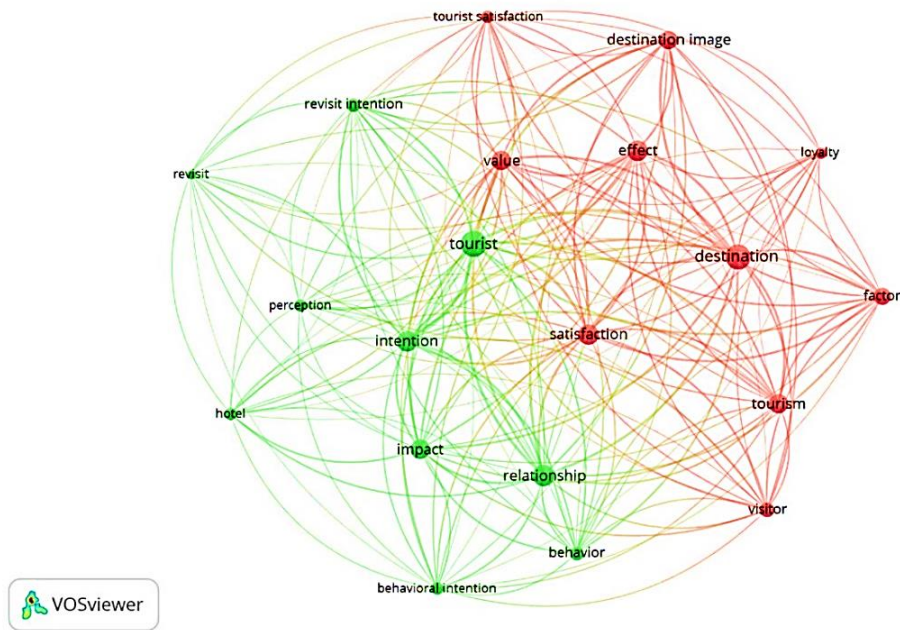 tourist satisfaction
destination image
revisit intention
value
effect
loyalty
revisit
tourist
destination
perception
factor
intention
satisfaction
hotel
tourism
impact
relationship
visitor
behavior
behavioral intention
VOSviewer